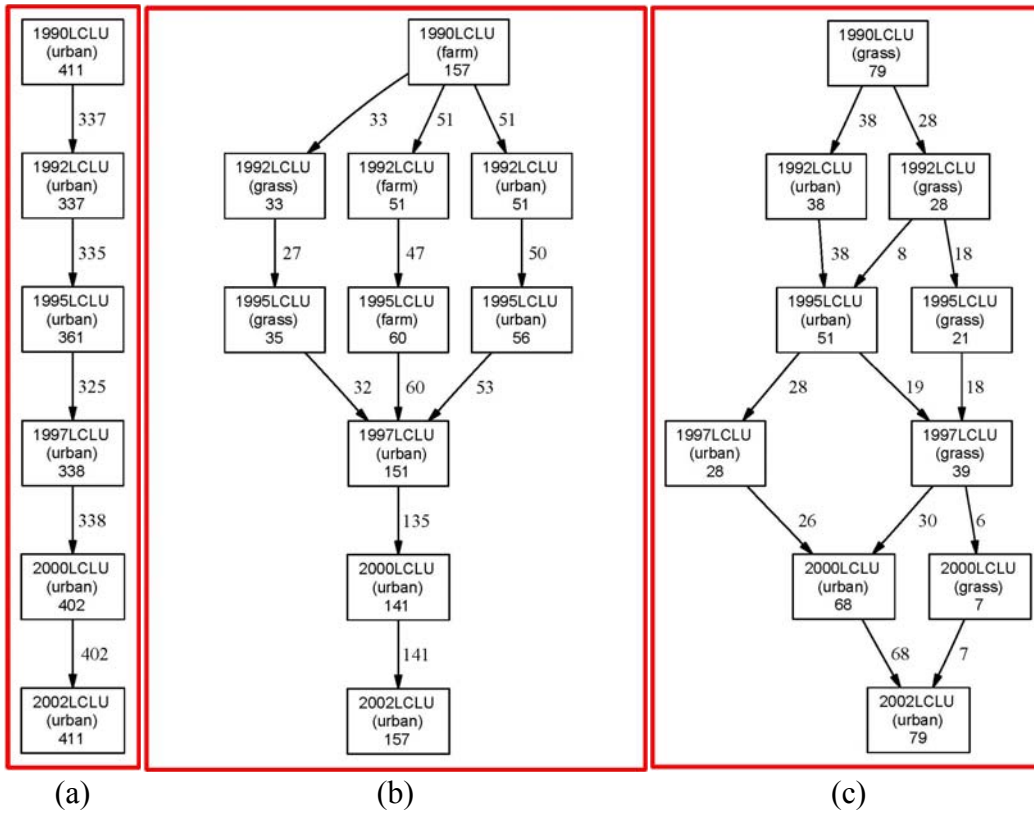 1990LCLU
(urban)
411
337
1992LCLU
(urban)
337
335
1995LCLU
(urban)
361
325
1997LCLU
(urban)
338
338
2000LCLU
(urban)
402
402
2002LCLU
(urban)
411
(a)
1990LCLU
(farm)
157
33
51
51
1992LCLU
(grass)
33
1992LCLU
(farm)
51
1992LCLU
(urban)
51
27
47
50
1995LCLU
(grass)
35
1995LCLU
(farm)
60
1995LCLU
(urban)
56
32
60
53
1997LCLU
(urban)
151
135
2000LCLU
(urban)
141
141
2002LCLU
(urban)
157
(b)
1990LCLU
(grass)
79
38
28
1992LCLU
(urban)
38
1992LCLU
(grass)
28
38
8
18
1995LCLU
(urban)
51
1995LCLU
(grass)
21
28
19
18
1997LCLU
(urban)
28
1997LCLU
(grass)
39
26
30
6
2000LCLU
(urban)
68
2000LCLU
(grass)
7
68
7
2002LCLU
(urban)
79
(c)